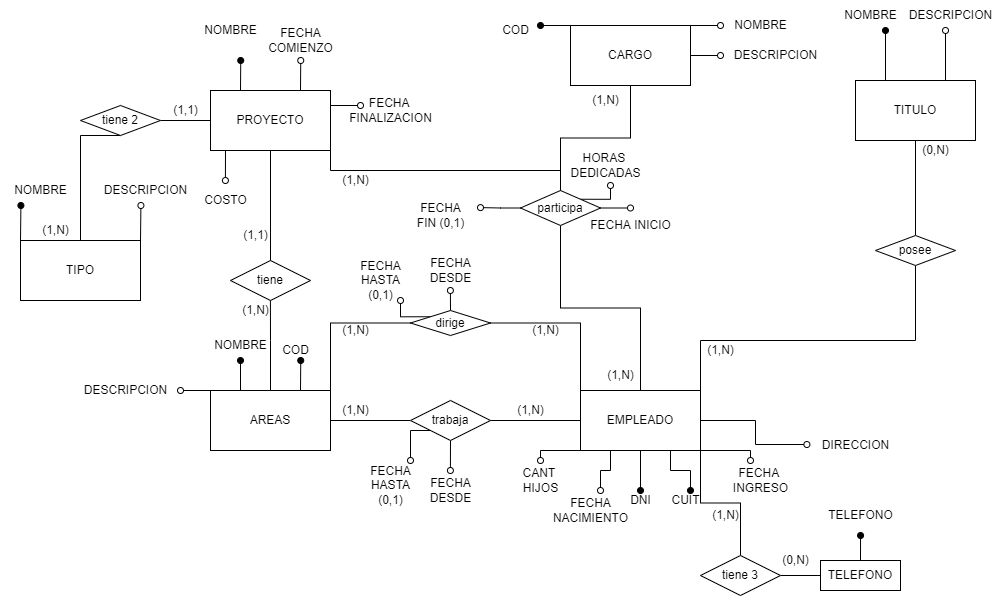 NOMBRE
FECHA
COMIENZO
COD
NOMBRE
NOMBRE
DESCRIPCION
CARGO
DESCRIPCION
tiene 2
(1,1)
PROYECTO
FECHA
FINALIZACION
(1,N)
TITULO
(0,N)
NOMBRE
DESCRIPCION
COSTO
(1,N)
HORAS
DEDICADAS
FECHA
FIN (0,1)
participa
FECHA INICIO
(1,N)
TIPO
(1,1)
tiene
(1,N)
posee
FECHA
HASTA
(0,1)
FECHA
DESDE
(1,N)
dirige
(1,N)
(1,N)
NOMBRE
COD
(1,N)
DESCRIPCION
AREAS
(1,N)
trabaja
(1,N)
EMPLEADO
DIRECCION
FECHA
HASTA
(0,1)
FECHA
DESDE
CANT
HIJOS
FECHA
NACIMIENTO
DNI
CUIT
FECHA
INGRESO
(1,N)
TELEFONO
tiene 3
(0,N)
TELEFONO